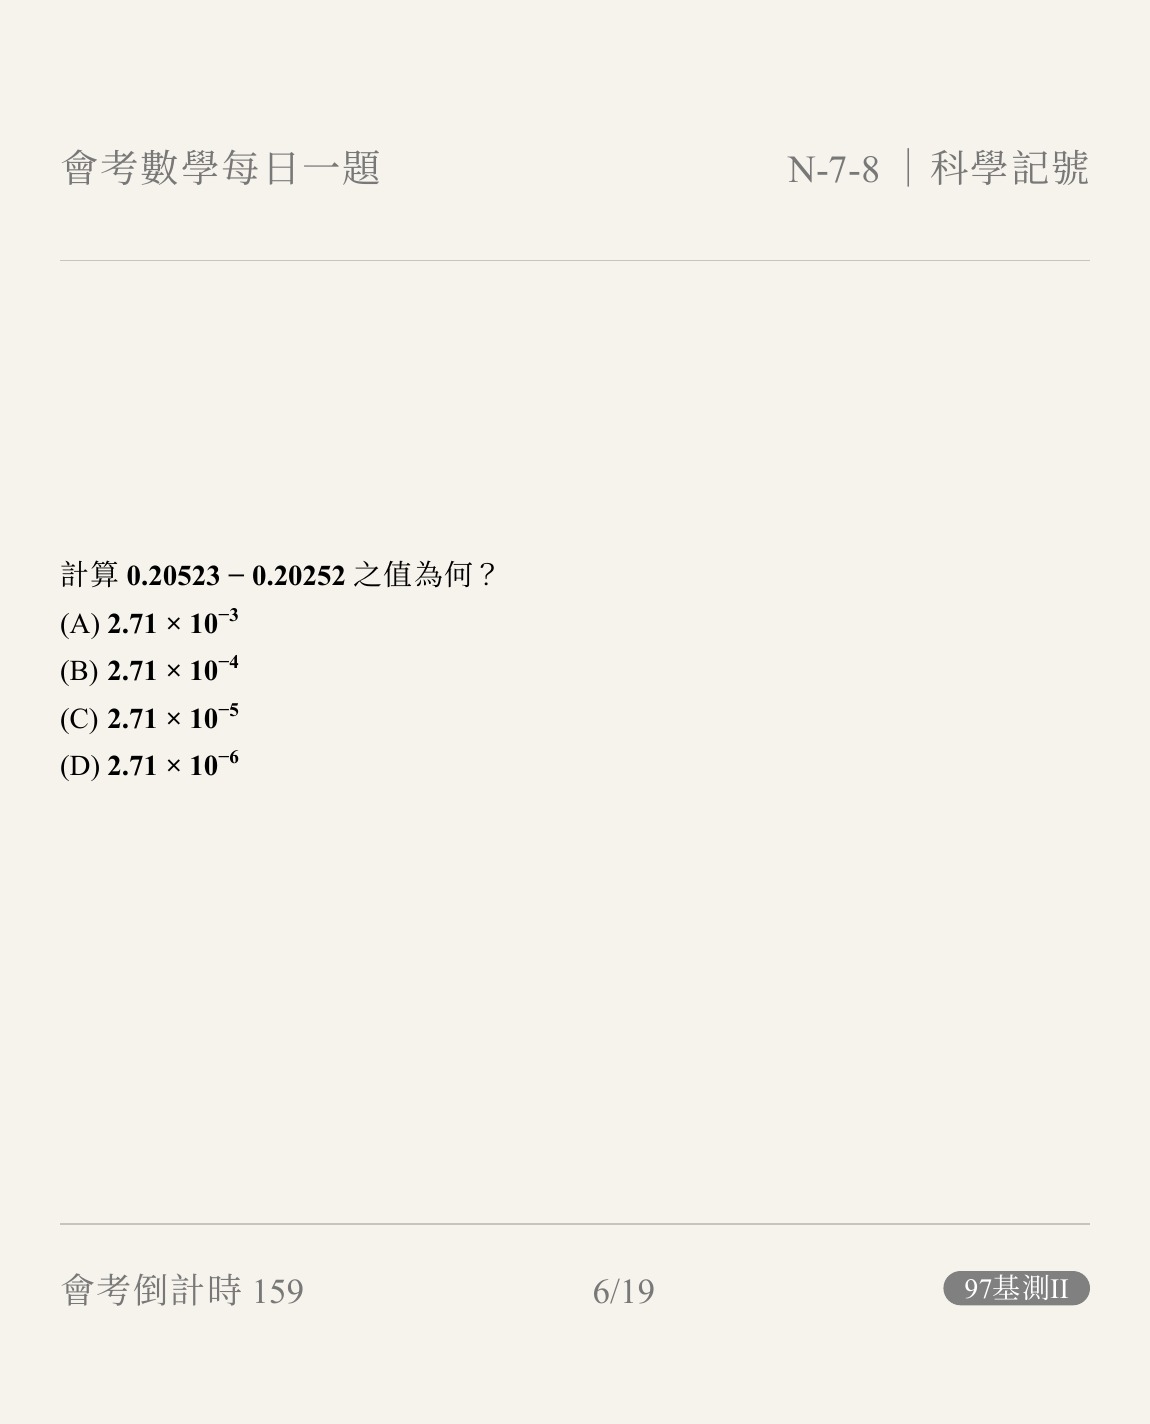 會考數學每日一題
N-7-8 │ 科學記號
計算 0.20523 − 0.20252 之值為何？
(A) 2.71 × 10⁻³
(B) 2.71 × 10⁻⁴
(C) 2.71 × 10⁻⁵
(D) 2.71 × 10⁻⁶
會考倒計時 159
6/19
97基測II